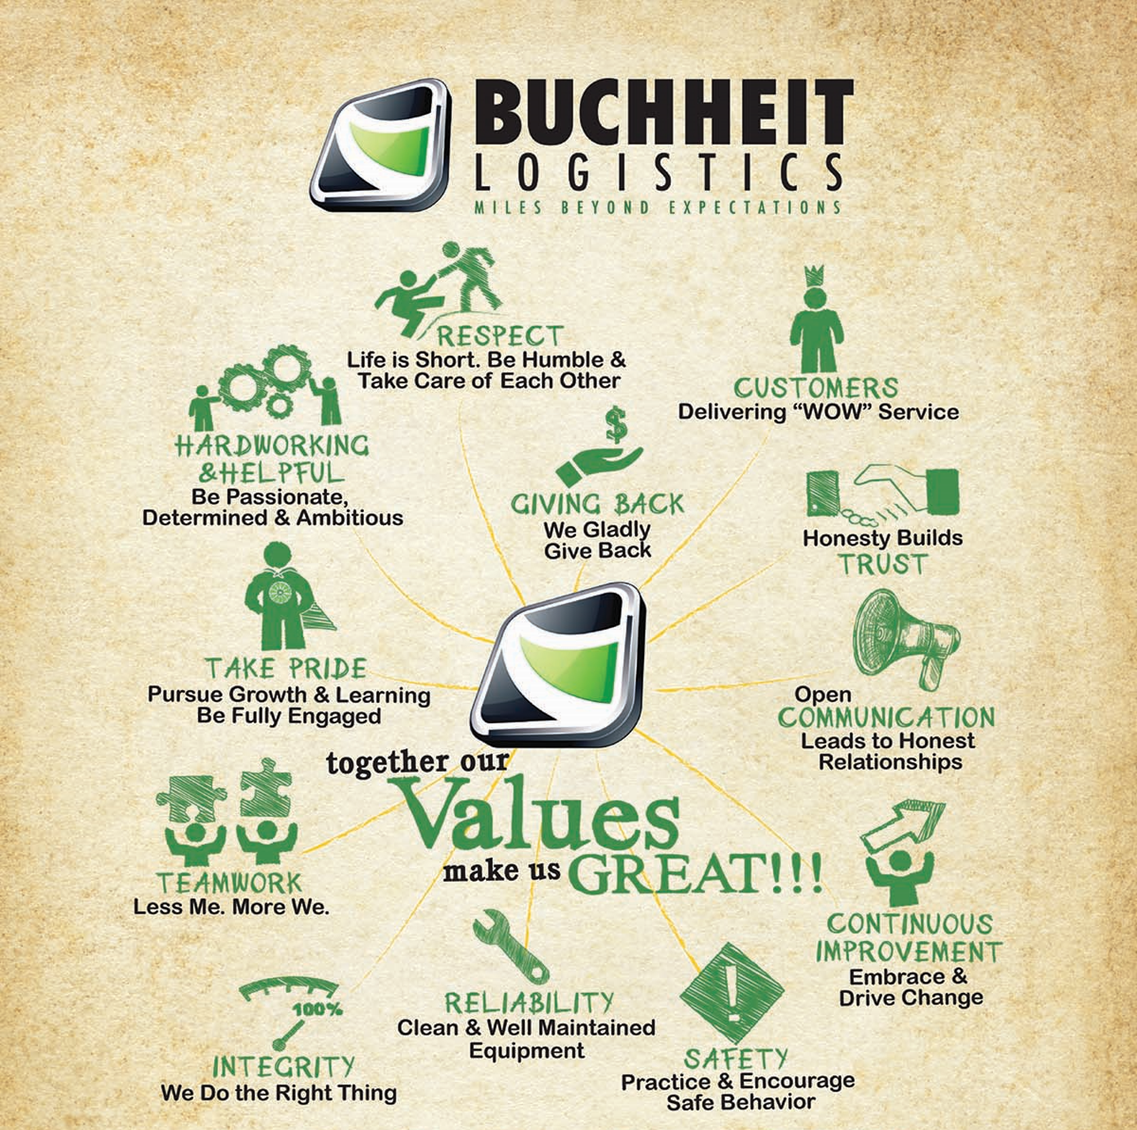 BUCHHEIT
LOGISTICS
MILES BEYOND EXPECTATIONS
RESPECT
Life is Short. Be Humble &
Take Care of Each Other
CUSTOMERS
Delivering “WOW” Service
HARDWORKING
&HELPFUL
Be Passionate,
Determined & Ambitious
$
GIVING BACK
We Gladly
Give Back
Honesty Builds
TRUST
TAKE PRIDE
Pursue Growth & Learning
Be Fully Engaged
Open
COMMUNICATION
Leads to Honest
Relationships
together our
Values
make us GREAT!!!
TEAMWORK
Less Me. More We.
CONTINUOUS
IMPROVEMENT
Embrace &
Drive Change
100%
INTEGRITY
We Do the Right Thing
RELIABILITY
Clean & Well Maintained
Equipment
!
SAFETY
Practice & Encourage
Safe Behavior